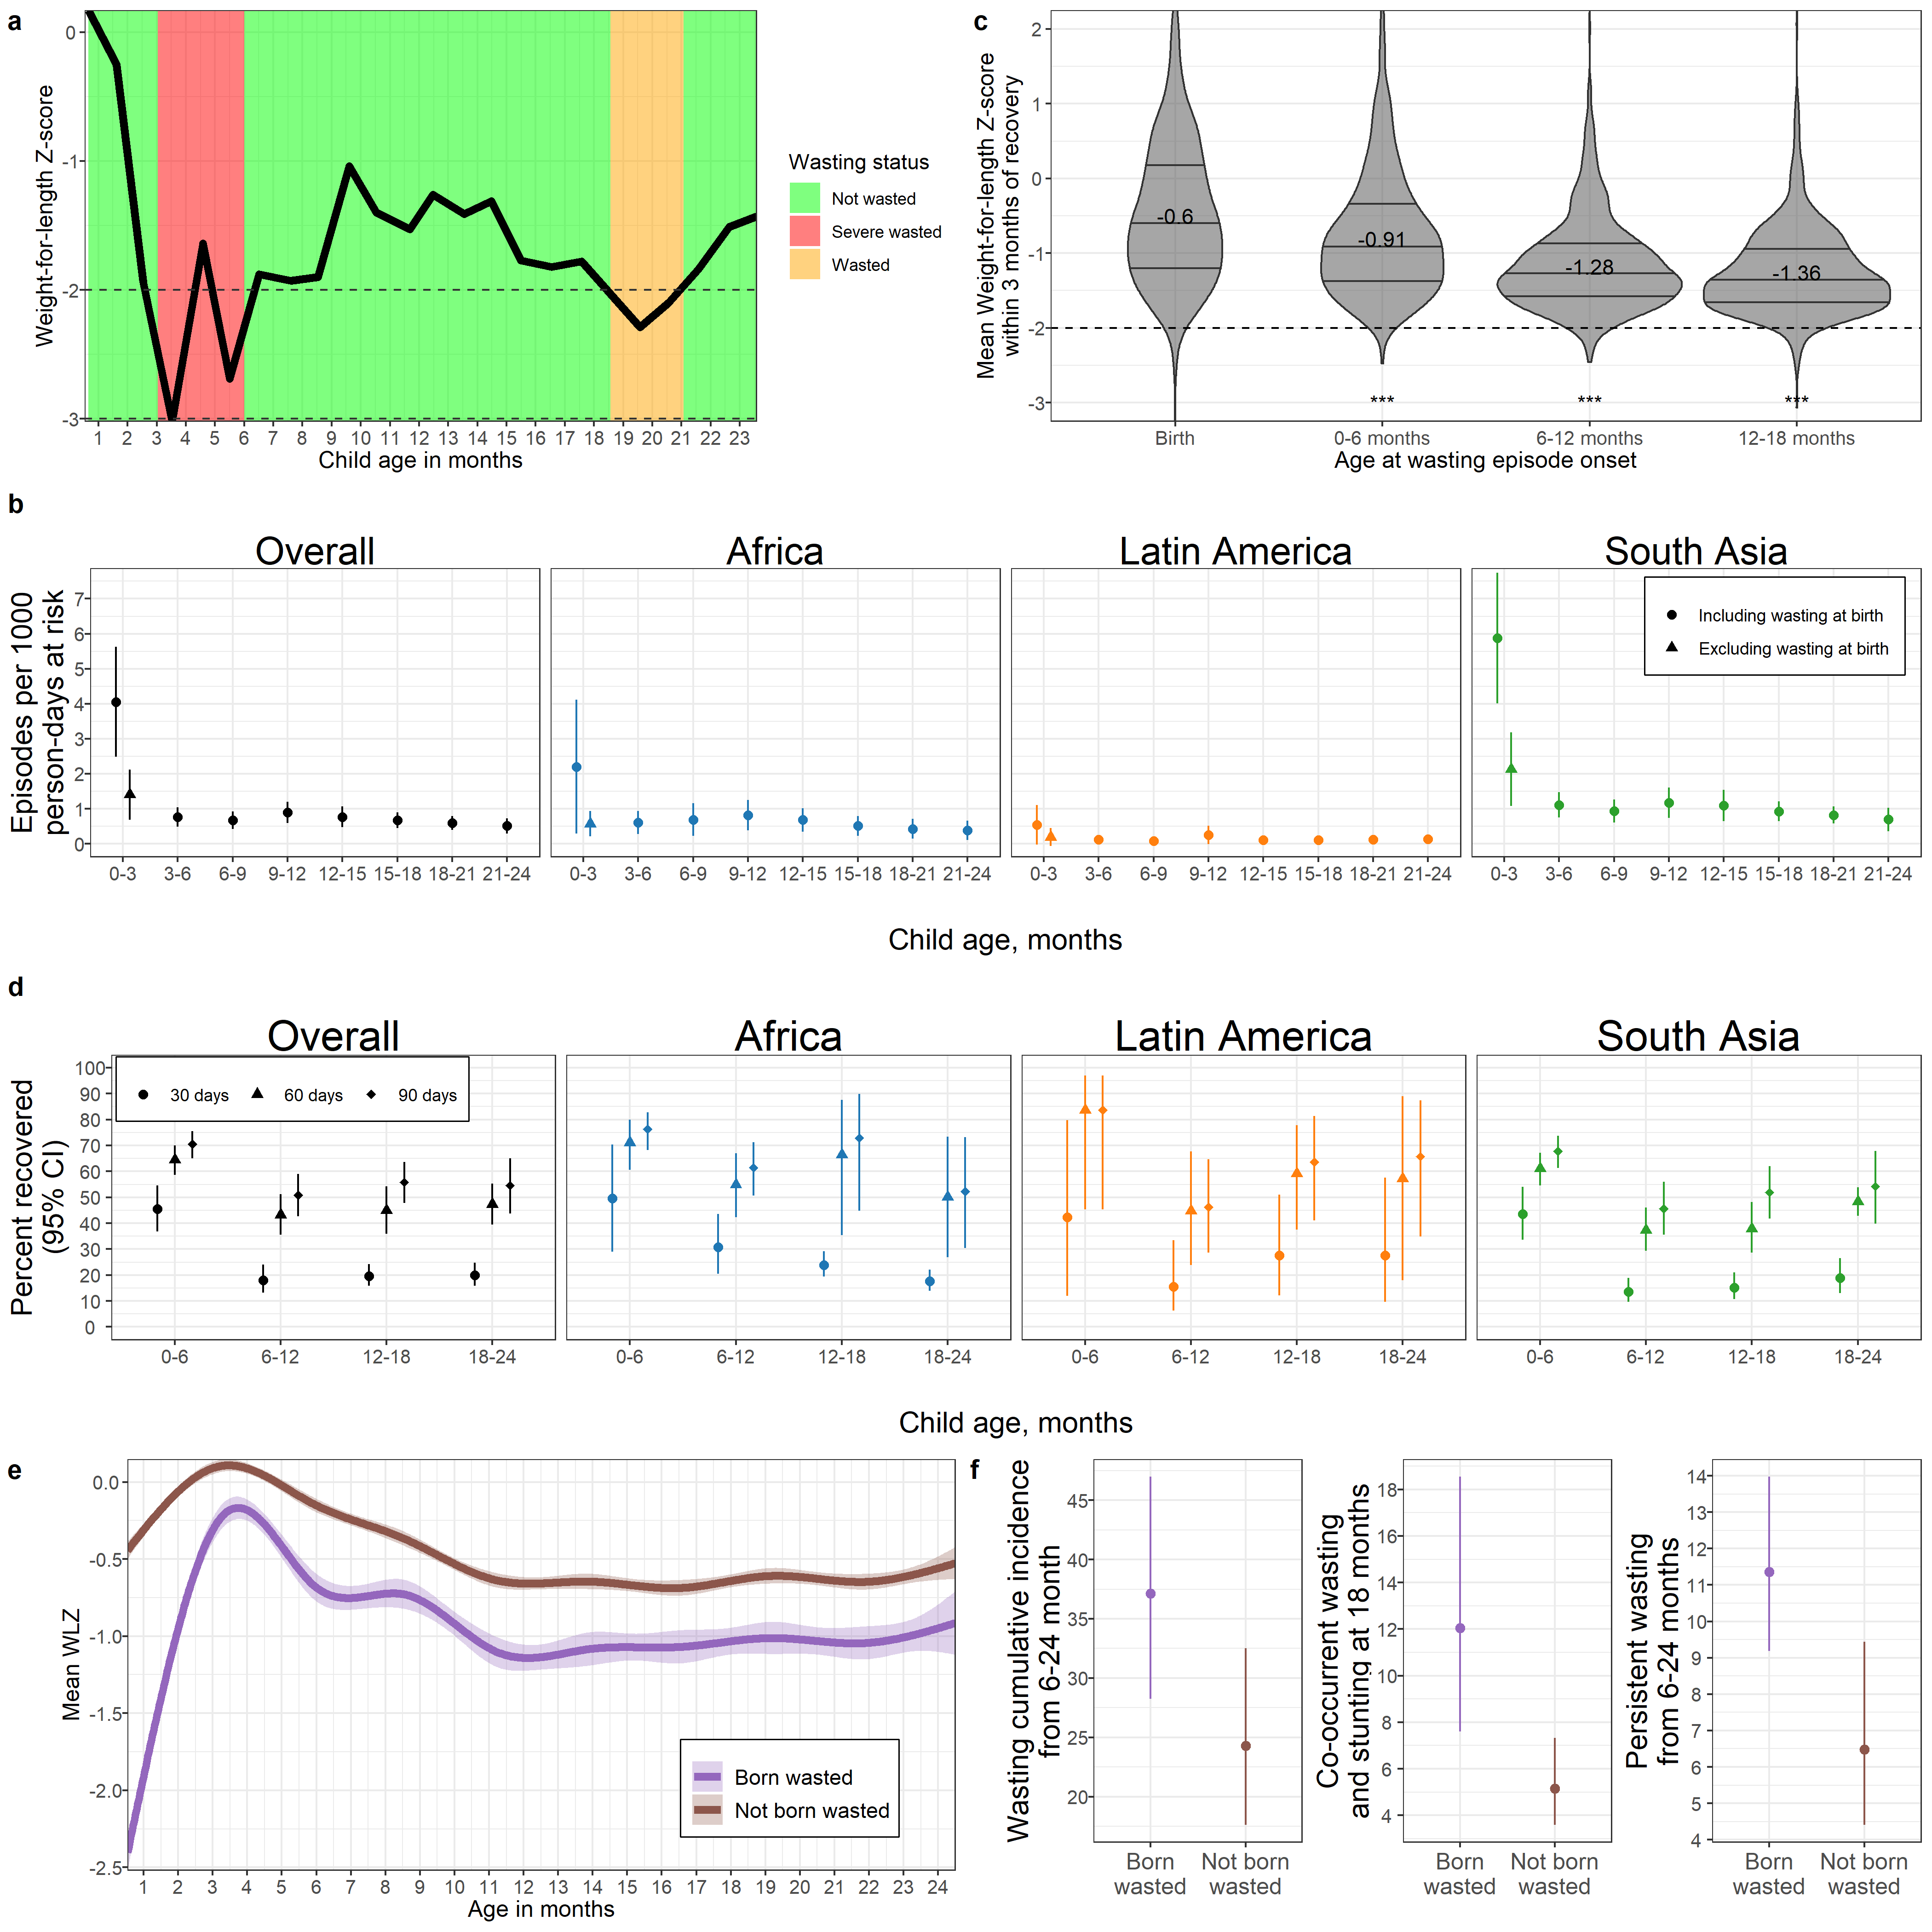 a
Weight-for-length Z-score
0
-1
-2
-3
1 2 3 4 5 6 7 8 9 10 11 12 13 14 15 16 17 18 19 20 21 22 23
Child age in months
Wasting status
Not wasted
Severe wasted
Wasted
c
Mean Weight-for-length Z-score
within 3 months of recovery
2
1
0
-1
-2
-3
-0.6
-0.91
-1.28
-1.36
*** *** ***
Birth 0-6 months 6-12 months 12-18 months
Age at wasting episode onset
b
Overall Africa Latin America South Asia
Episodes per 1000
person-days at risk
7
6
5
4
3
2
1
0
Including wasting at birth
Excluding wasting at birth
0-3 3-6 6-9 9-12 12-15 15-18 18-21 21-24
0-3 3-6 6-9 9-12 12-15 15-18 18-21 21-24
0-3 3-6 6-9 9-12 12-15 15-18 18-21 21-24
0-3 3-6 6-9 9-12 12-15 15-18 18-21 21-24
Child age, months
d
Overall Africa Latin America South Asia
Percent recovered
(95% CI)
100
90
80
70
60
50
40
30
20
10
0
30 days 60 days 90 days
0-6 6-12 12-18 18-24
0-6 6-12 12-18 18-24
0-6 6-12 12-18 18-24
0-6 6-12 12-18 18-24
Child age, months
e
Mean WLZ
0.0
-0.5
-1.0
-1.5
-2.0
-2.5
Born wasted
Not born wasted
1 2 3 4 5 6 7 8 9 10 11 12 13 14 15 16 17 18 19 20 21 22 23 24
Age in months
f
Wasting cumulative incidence
from 6-24 month
45
40
35
30
25
20
Born Not born
wasted wasted
Co-occurrent wasting
and stunting at 18 months
18
16
14
12
10
8
6
4
Born Not born
wasted wasted
Persistent wasting
from 6-24 months
14
13
12
11
10
9
8
7
6
5
4
Born Not born
wasted wasted